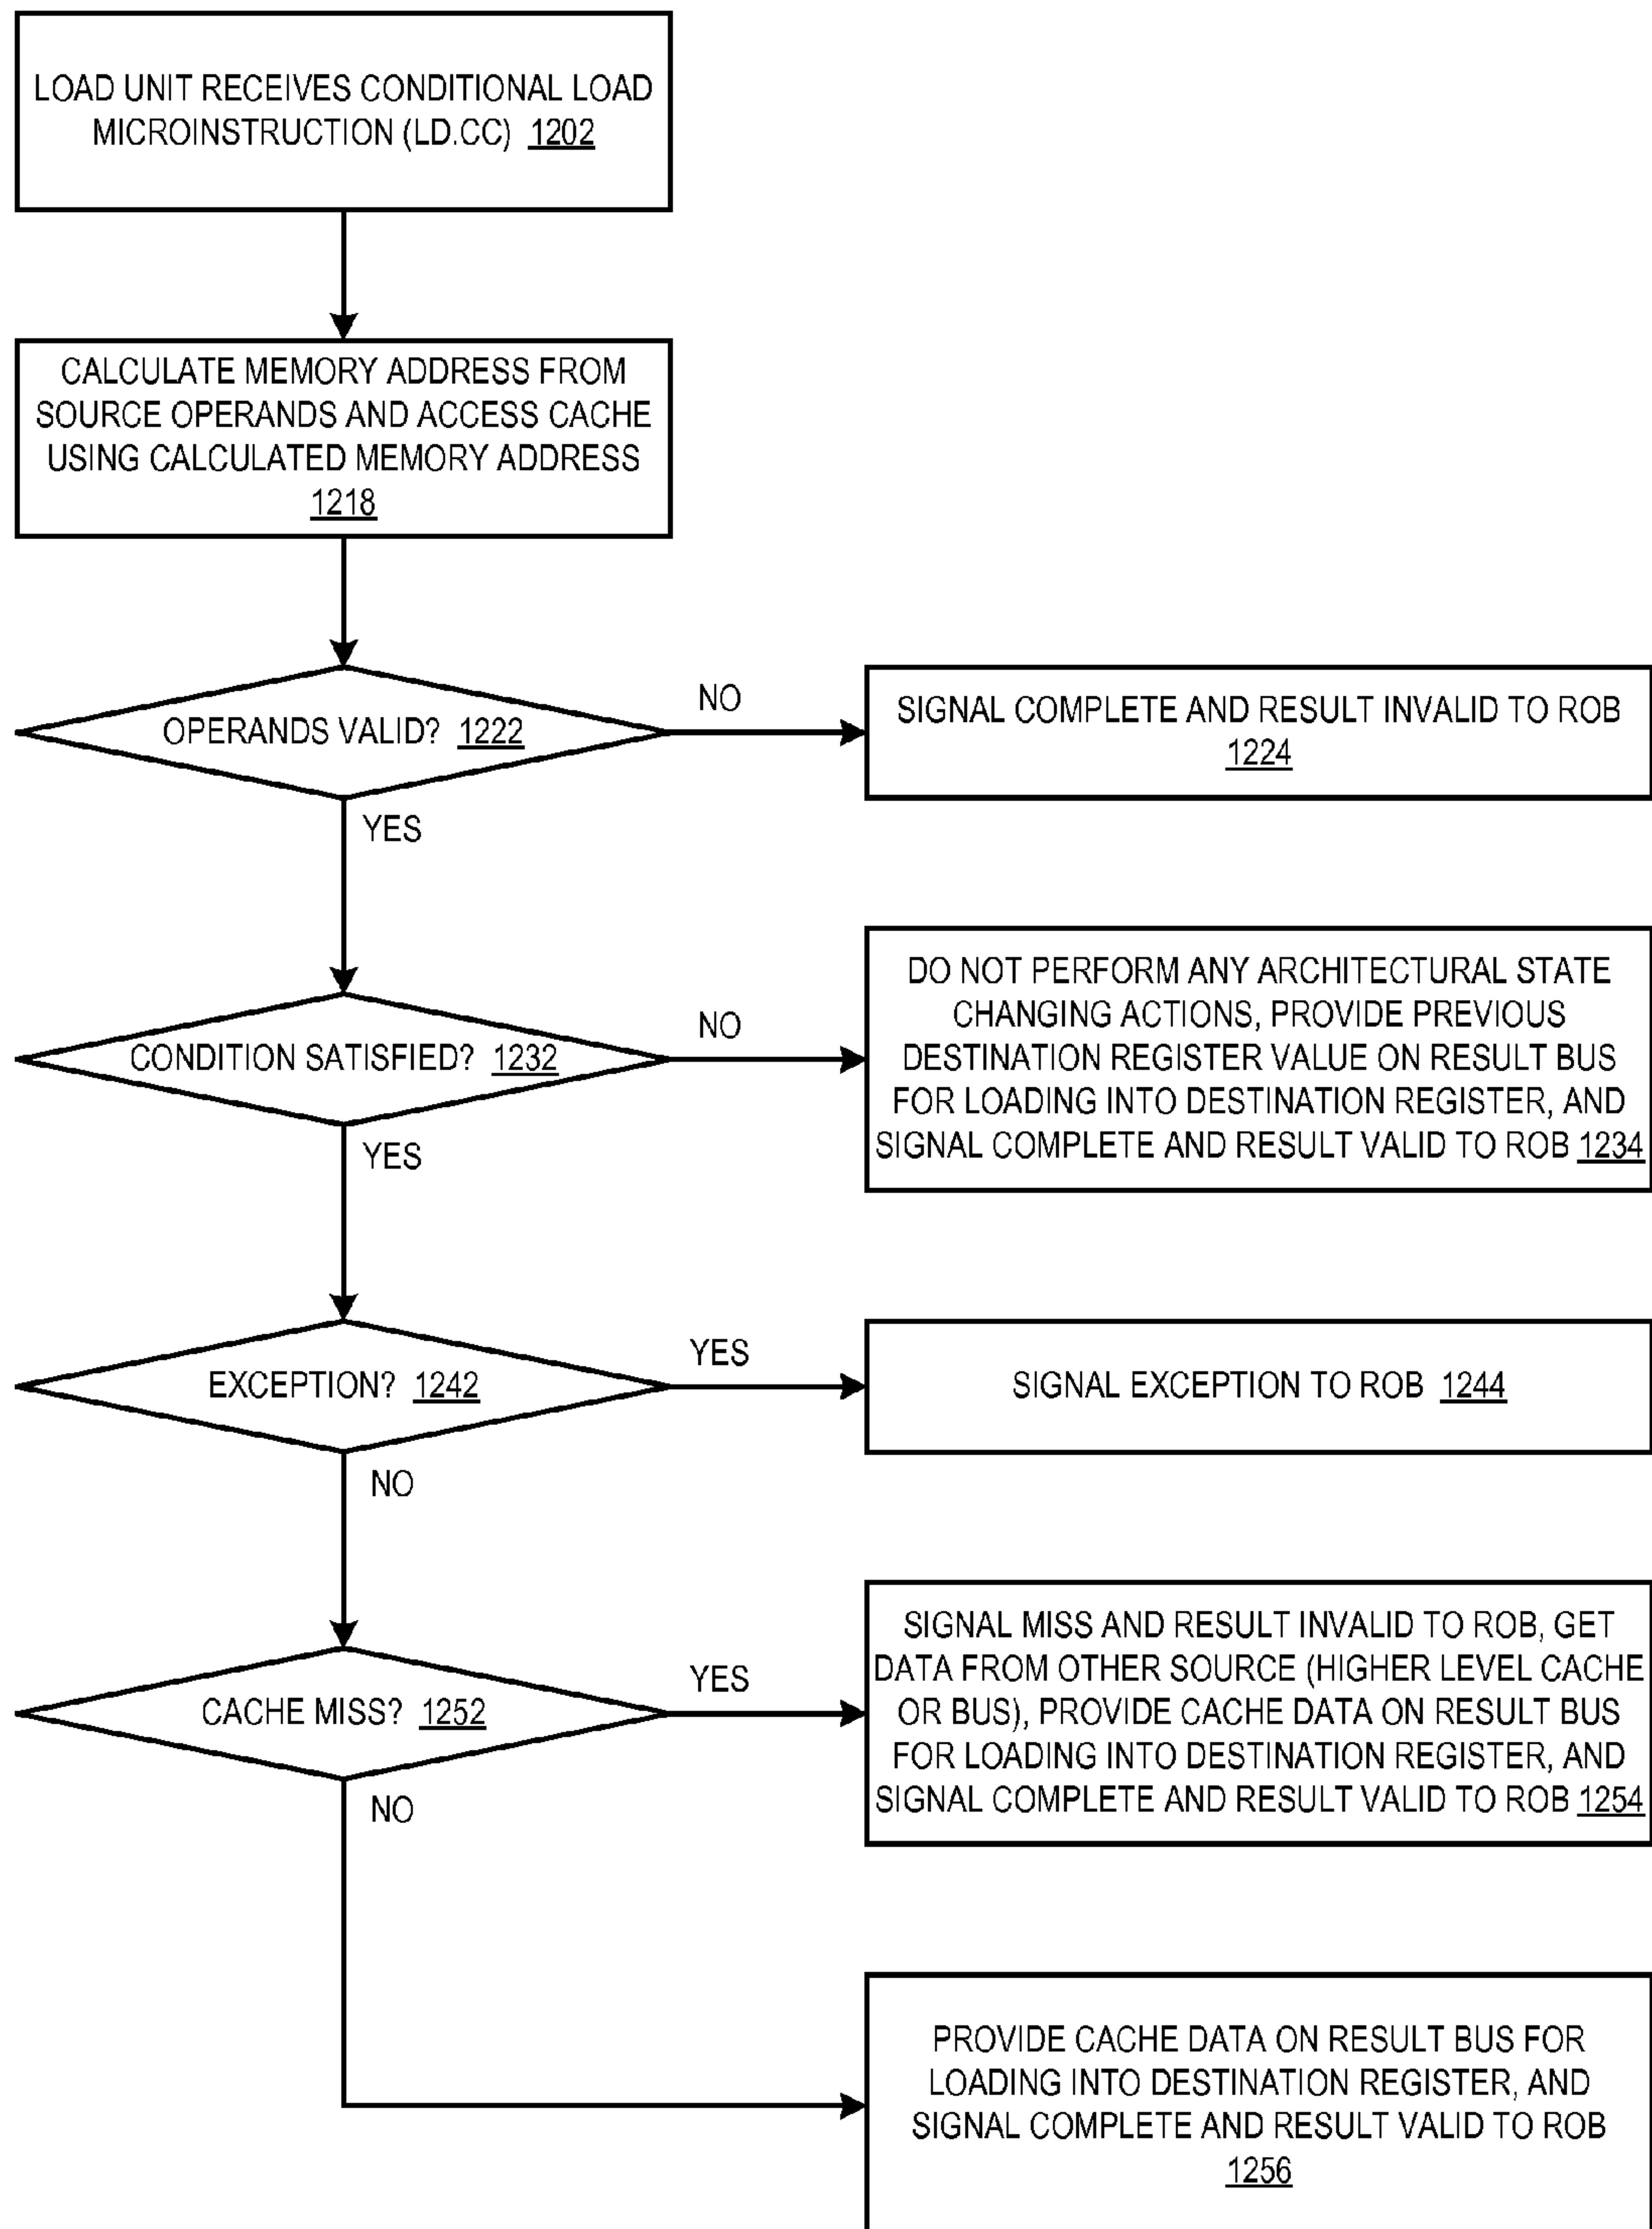 LOAD UNIT RECEIVES CONDITIONAL LOAD
MICROINSTRUCTION (LD.CC) 1202
CALCULATE MEMORY ADDRESS FROM
SOURCE OPERANDS AND ACCESS CACHE
USING CALCULATED MEMORY ADDRESS
1218
OPERANDS VALID? 1222
NO
SIGNAL COMPLETE AND RESULT INVALID TO ROB
1224
YES
CONDITION SATISFIED? 1232
NO
DO NOT PERFORM ANY ARCHITECTURAL STATE
CHANGING ACTIONS, PROVIDE PREVIOUS
DESTINATION REGISTER VALUE ON RESULT BUS
FOR LOADING INTO DESTINATION REGISTER, AND
SIGNAL COMPLETE AND RESULT VALID TO ROB 1234
YES
EXCEPTION? 1242
YES
SIGNAL EXCEPTION TO ROB 1244
NO
CACHE MISS? 1252
YES
SIGNAL MISS AND RESULT INVALID TO ROB, GET
DATA FROM OTHER SOURCE (HIGHER LEVEL CACHE
OR BUS), PROVIDE CACHE DATA ON RESULT BUS
FOR LOADING INTO DESTINATION REGISTER, AND
SIGNAL COMPLETE AND RESULT VALID TO ROB 1254
NO
PROVIDE CACHE DATA ON RESULT BUS FOR
LOADING INTO DESTINATION REGISTER, AND
SIGNAL COMPLETE AND RESULT VALID TO ROB
1256